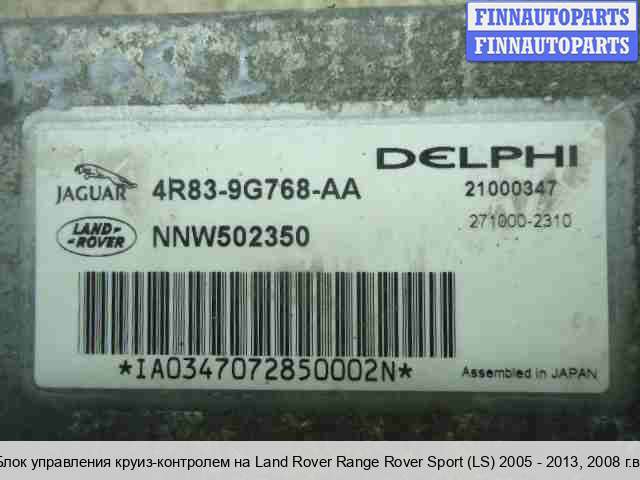 FINNAUTOPARTS
FINNAUTOPARTS
DELPHI
JAGUAR 4R83-9G768-AA 21000347
LAND-
-ROVER NNW502350 271000-2310
*IA0347072850002N*
Assembled in JAPAN
Блок управления круиз-контролем на Land Rover Range Rover Sport (LS) 2005 - 2013, 2008 г.в